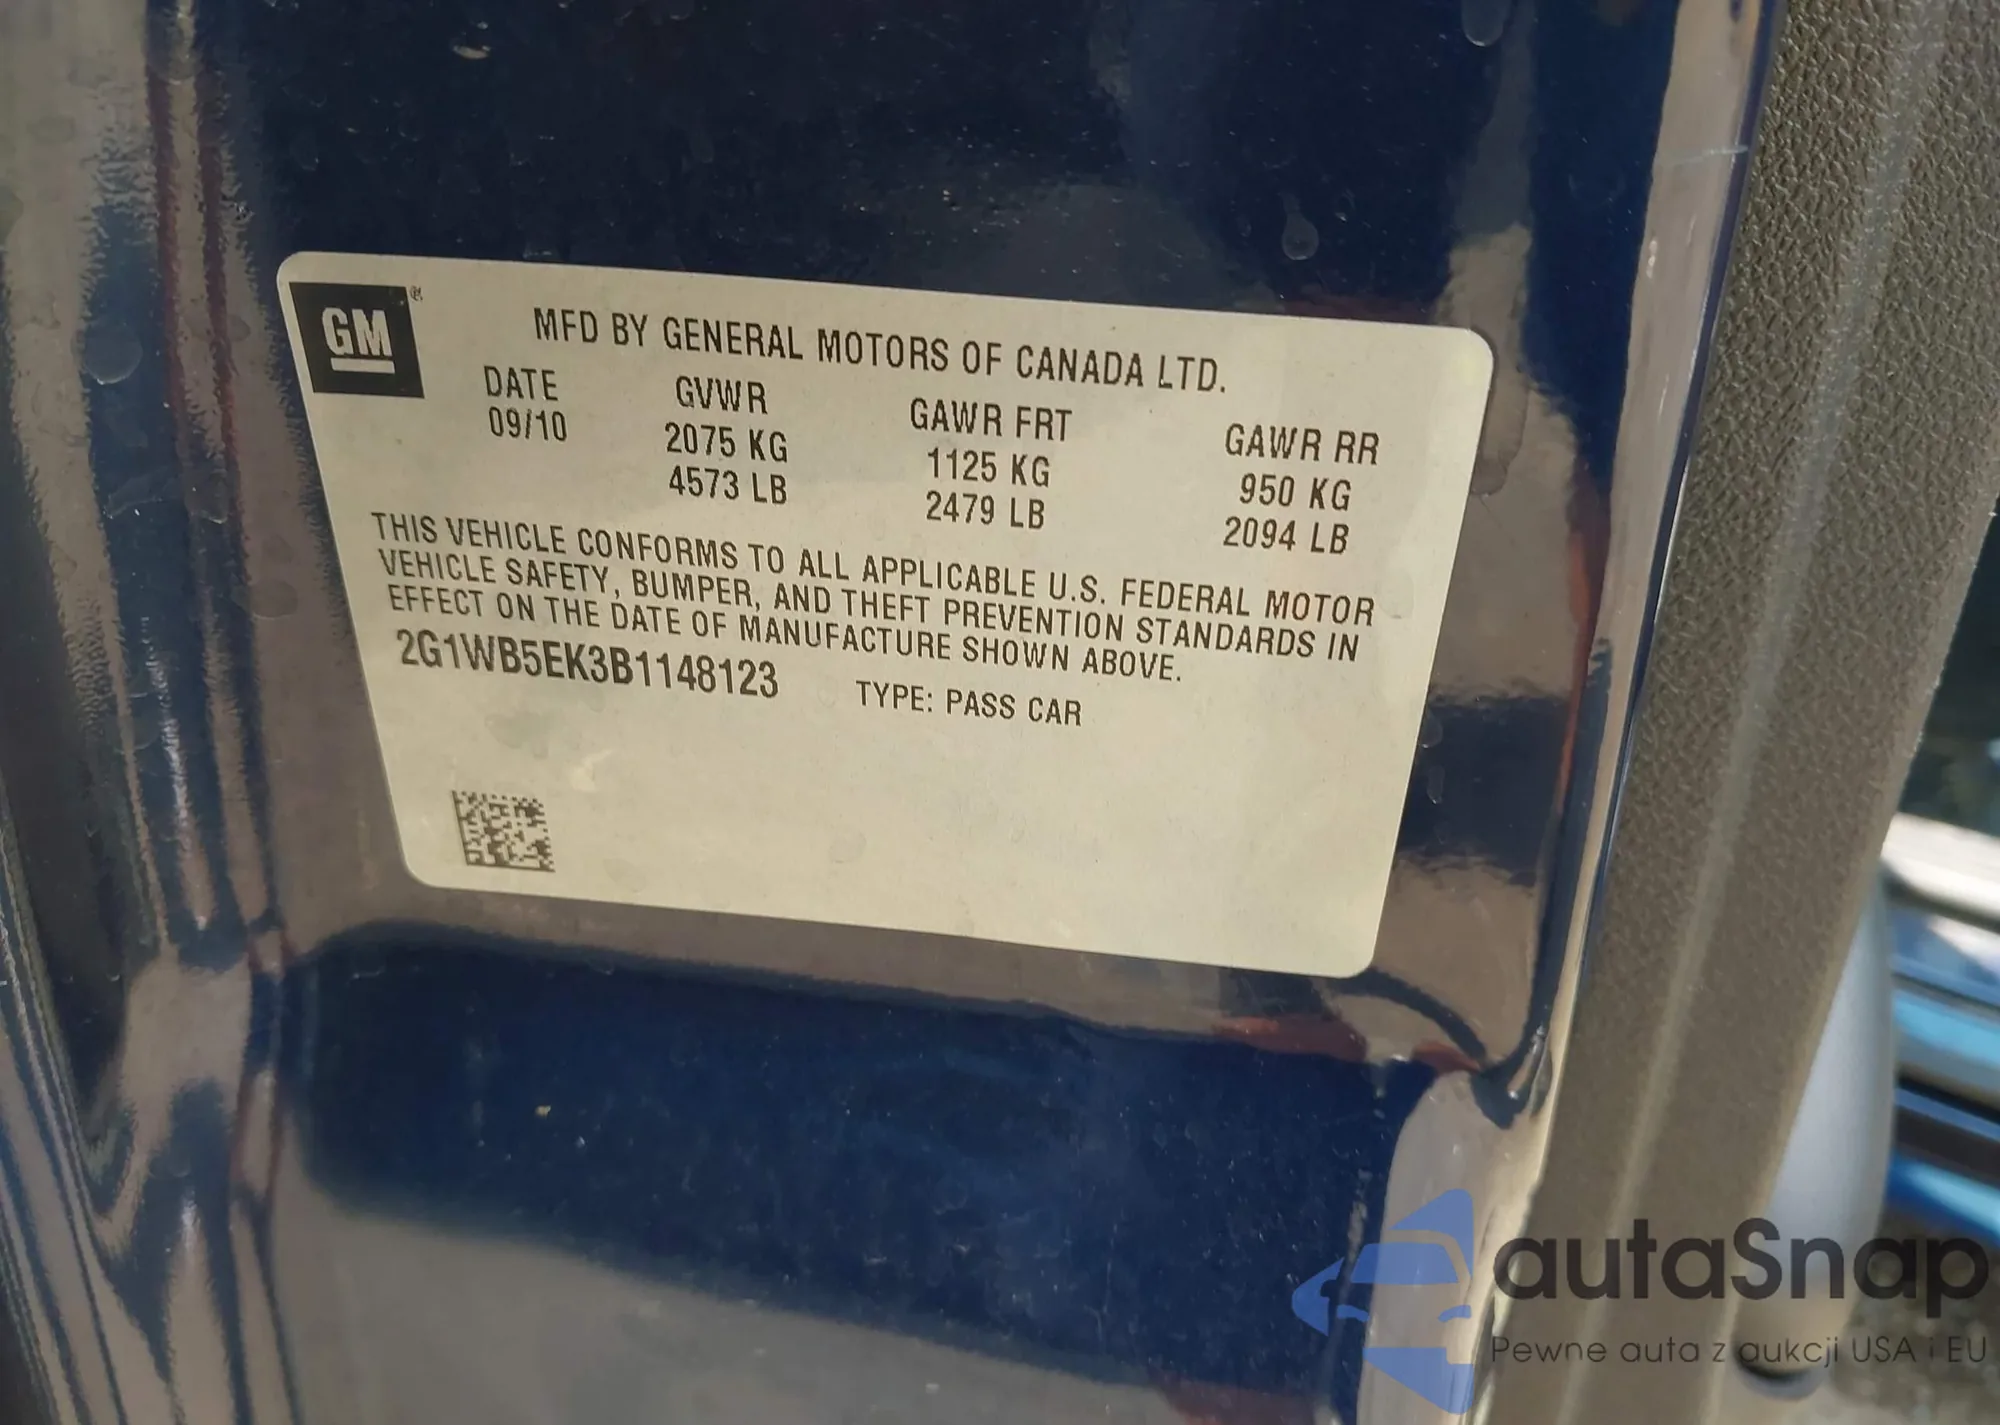 GM
MFD BY GENERAL MOTORS OF CANADA LTD.
DATE GVWR GAWR FRT GAWR RR
09/10 2075 KG 1125 KG 950 KG
4573 LB 2479 LB 2094 LB
THIS VEHICLE CONFORMS TO ALL APPLICABLE U.S. FEDERAL MOTOR
VEHICLE SAFETY, BUMPER, AND THEFT PREVENTION STANDARDS IN
EFFECT ON THE DATE OF MANUFACTURE SHOWN ABOVE.
2G1WB5EK3B1148123 TYPE: PASS CAR
autaSnap
Pewne auta z aukcji USA i EU